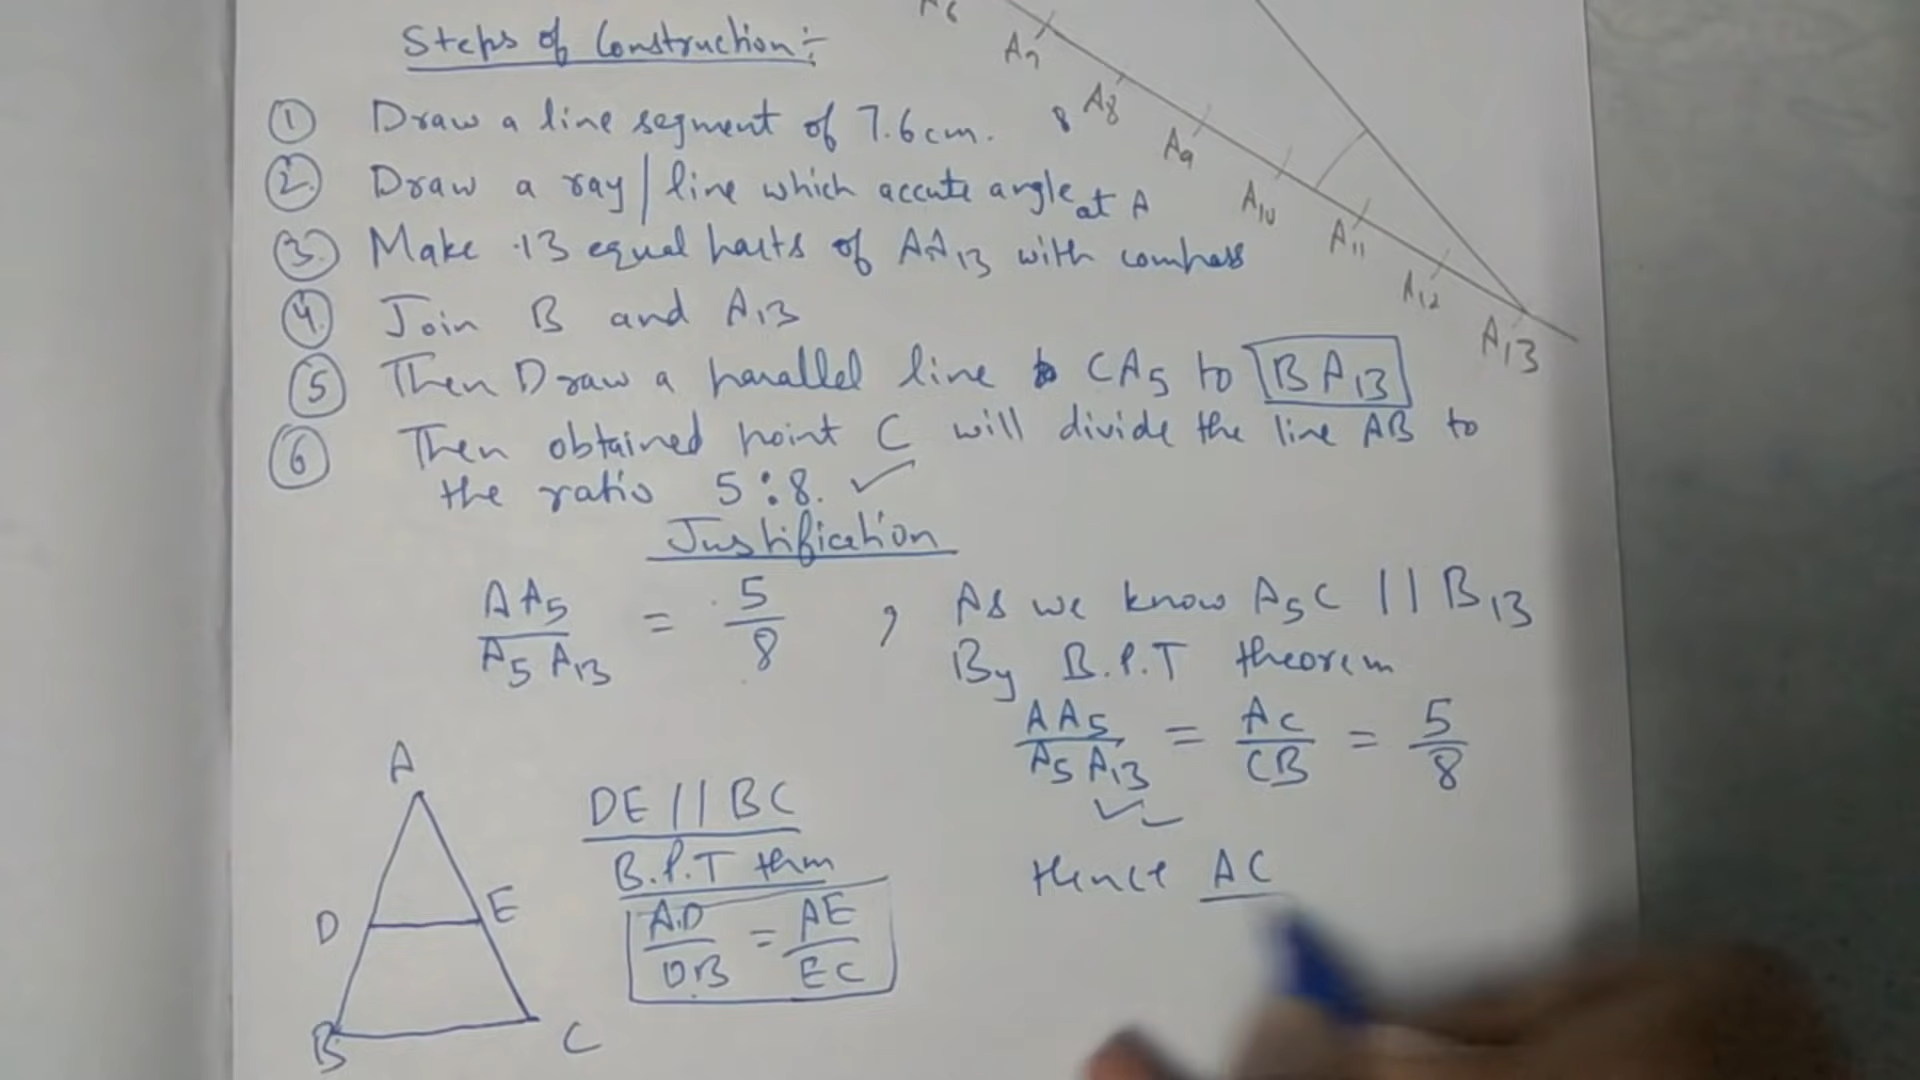 Steps of Construction:-
① Draw a line segment of 7.6cm.
② Draw a ray/line which accute angle at A
③ Make 13 equal parts of AA13 with compass
④ Join B and A13
⑤ Then Draw a parallel line CA5 to BA13
⑥ Then obtained point C will divide the line AB to
the ratio 5:8. ✓
Justification
AA5/A5A13 = 5/8 , As we know A5C || B13
By B.P.T theorem
AA5/A5A13 = AC/CB = 5/8
Hence AC
A6
A7
8 A8
A9
A10
A11
A12
A13
A
D
E
B
C
DE || BC
B.P.T thm
AD/DB = AE/EC